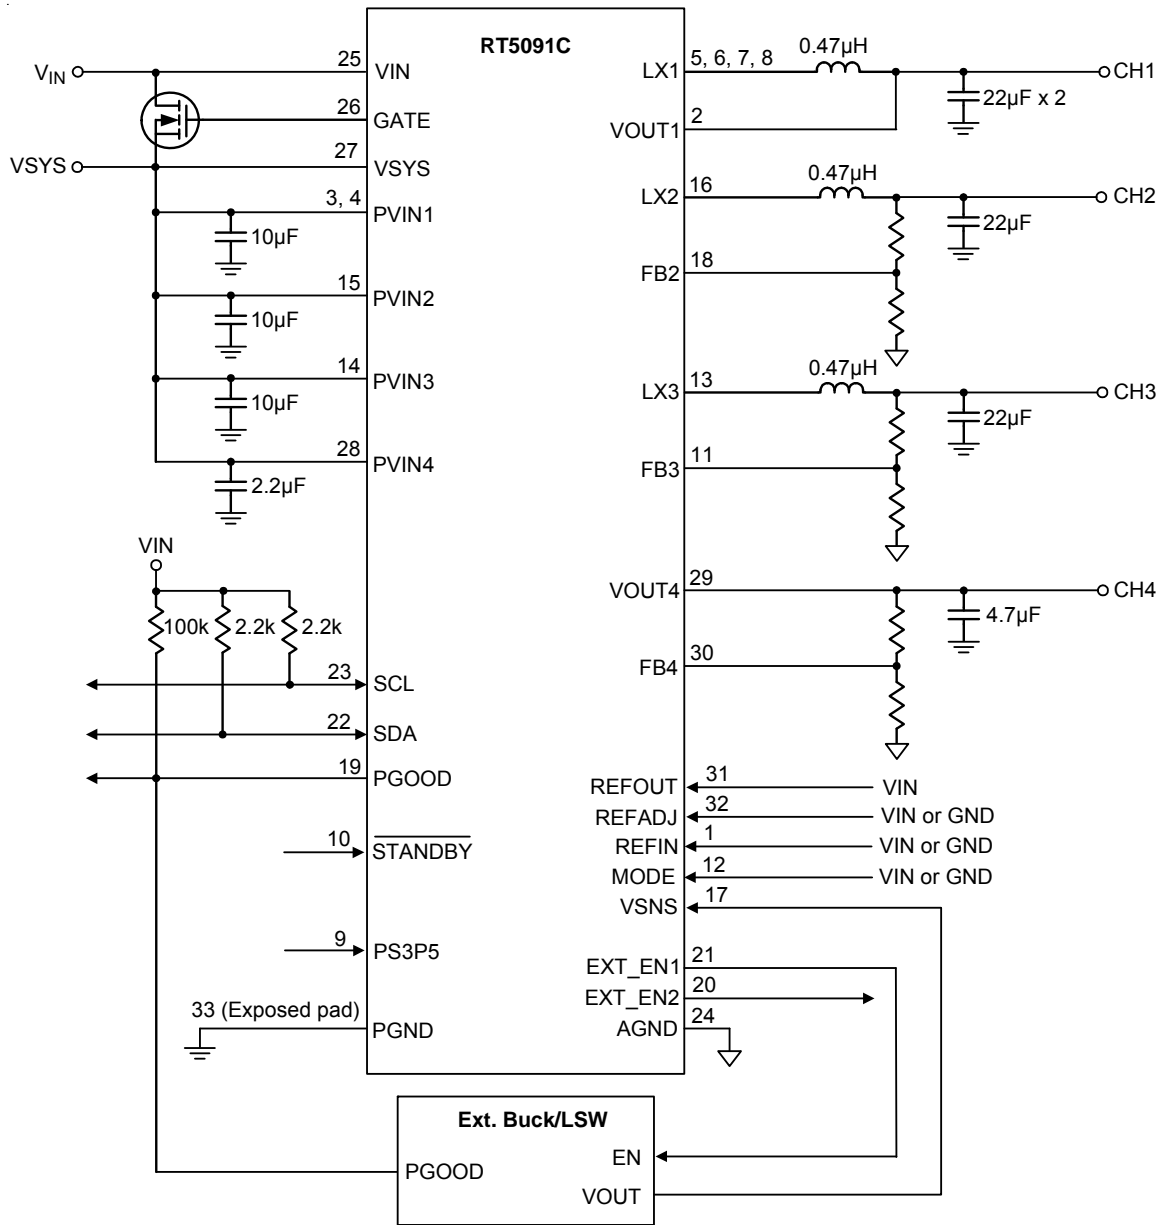 RT5091C
VIN
25
VIN
26
GATE
VSYS
27
VSYS
3, 4
PVIN1
10µF
15
PVIN2
10µF
14
PVIN3
10µF
28
PVIN4
2.2µF
VIN
100k
2.2k
2.2k
23
SCL
22
SDA
19
PGOOD
10
STANDBY
9
PS3P5
33 (Exposed pad)
PGND
LX1
5, 6, 7, 8
0.47µH
CH1
22µF x 2
2
VOUT1
LX2
16
0.47µH
CH2
22µF
18
FB2
LX3
13
0.47µH
CH3
22µF
11
FB3
VOUT4
29
CH4
4.7µF
30
FB4
REFOUT
31
VIN
REFADJ
32
VIN or GND
REFIN
1
VIN or GND
MODE
12
VIN or GND
VSNS
17
EXT_EN1
21
EXT_EN2
20
AGND
24
Ext. Buck/LSW
PGOOD
EN
VOUT